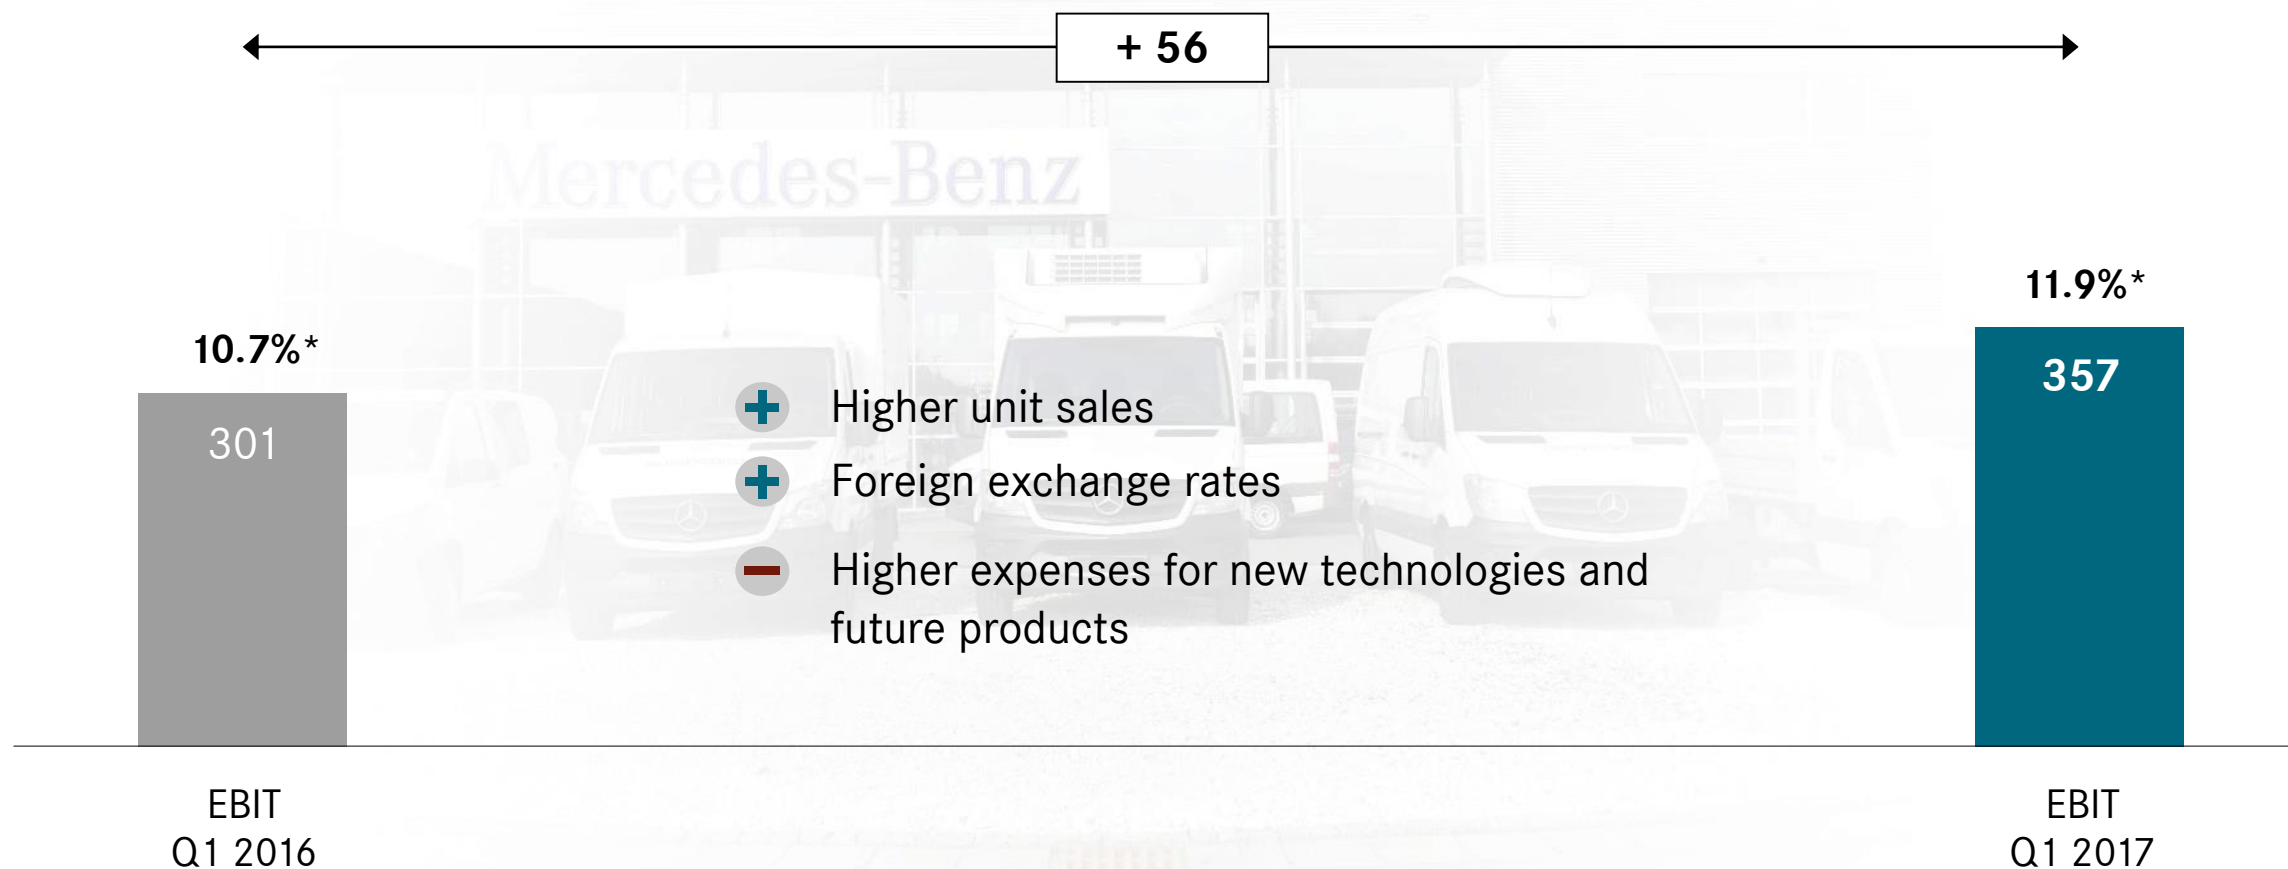 + 56
Mercedes-Benz
11.9%*
10.7%*
357
301
Higher unit sales
Foreign exchange rates
Higher expenses for new technologies and
future products
EBIT
Q1 2016
EBIT
Q1 2017